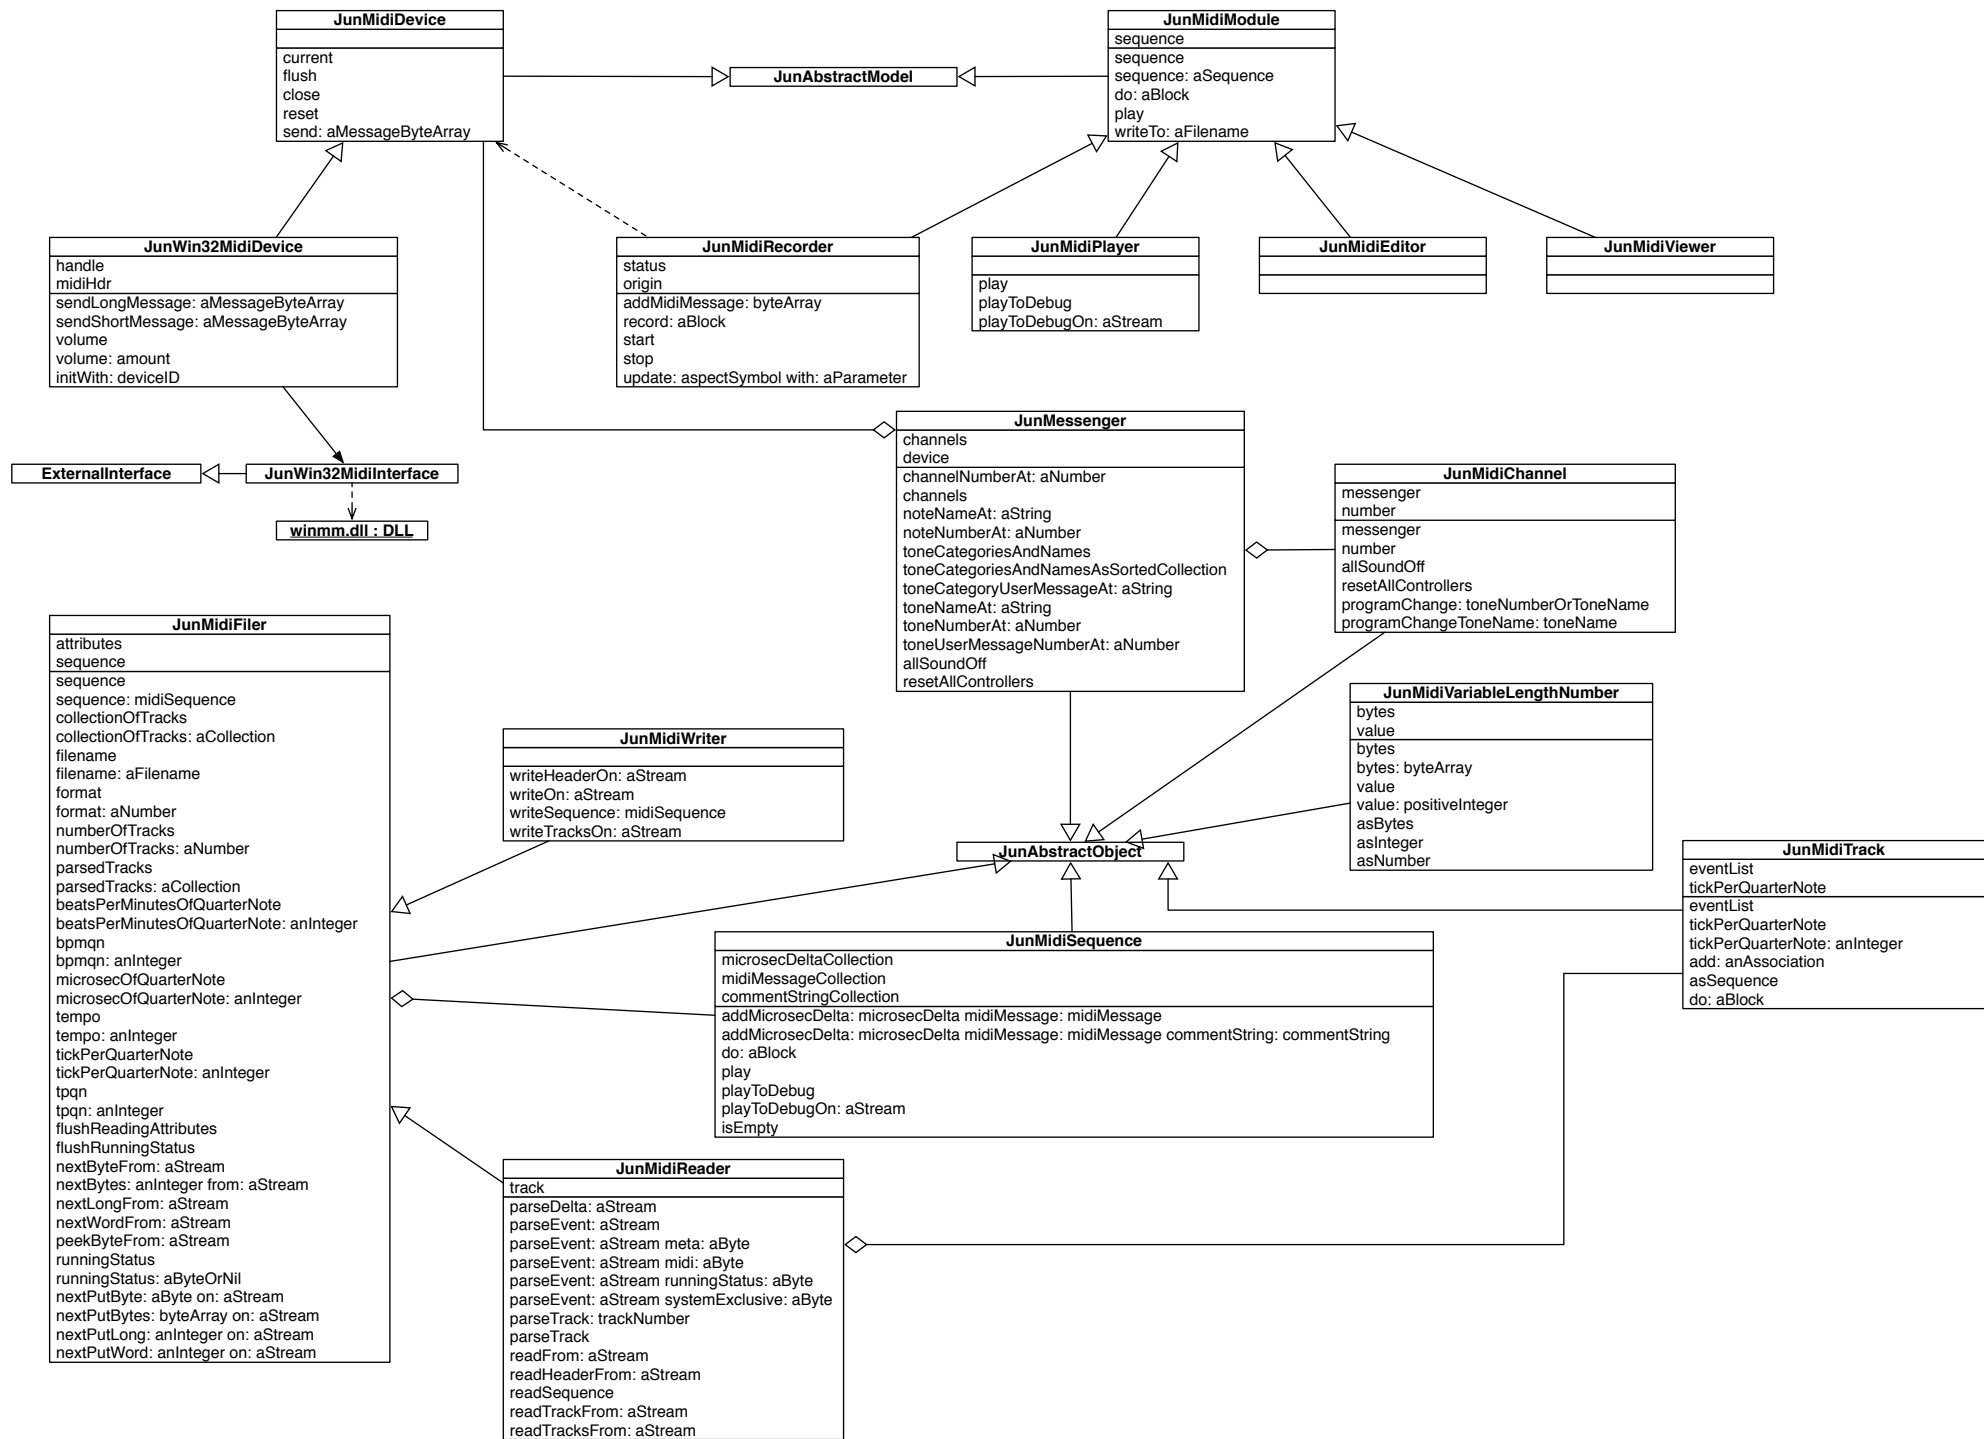 JunMidiDevice
current
flush
close
reset
send: aMessageByteArray
JunAbstractModel
JunMidiModule
sequence
sequence
sequence: aSequence
do: aBlock
play
writeTo: aFilename
JunWin32MidiDevice
handle
midiHdr
sendLongMessage: aMessageByteArray
sendShortMessage: aMessageByteArray
volume
volume: amount
initWith: deviceID
JunMidiRecorder
status
origin
addMidiMessage: byteArray
record: aBlock
start
stop
update: aspectSymbol with: aParameter
JunMidiPlayer
play
playToDebug
playToDebugOn: aStream
JunMidiEditor
JunMidiViewer
ExternalInterface
JunWin32MidiInterface
winmm.dll : DLL
JunMessenger
channels
device
channelNumberAt: aNumber
channels
noteNameAt: aString
noteNumberAt: aNumber
toneCategoriesAndNames
toneCategoriesAndNamesAsSortedCollection
toneCategoryUserMessageAt: aString
toneNameAt: aString
toneNumberAt: aNumber
toneUserMessageNumberAt: aNumber
allSoundOff
resetAllControllers
JunMidiChannel
messenger
number
messenger
number
allSoundOff
resetAllControllers
programChange: toneNumberOrToneName
programChangeToneName: toneName
JunMidiFiler
attributes
sequence
sequence
sequence: midiSequence
collectionOfTracks
collectionOfTracks: aCollection
filename
filename: aFilename
format
format: aNumber
numberOfTracks
numberOfTracks: aNumber
parsedTracks
parsedTracks: aCollection
beatsPerMinutesOfQuarterNote
beatsPerMinutesOfQuarterNote: anInteger
bpmqn
bpmqn: anInteger
microsecOfQuarterNote
microsecOfQuarterNote: anInteger
tempo
tempo: anInteger
tickPerQuarterNote
tickPerQuarterNote: anInteger
tpqn
tpqn: anInteger
flushReadingAttributes
flushRunningStatus
nextByteFrom: aStream
nextBytes: anInteger from: aStream
nextLongFrom: aStream
nextWordFrom: aStream
peekByteFrom: aStream
runningStatus
runningStatus: aByteOrNil
nextPutByte: aByte on: aStream
nextPutBytes: byteArray on: aStream
nextPutLong: anInteger on: aStream
nextPutWord: anInteger on: aStream
JunMidiWriter
writeHeaderOn: aStream
writeOn: aStream
writeSequence: midiSequence
writeTracksOn: aStream
JunMidiVariableLengthNumber
bytes
value
bytes
bytes: byteArray
value
value: positiveInteger
asBytes
asInteger
asNumber
JunAbstractObject
JunMidiTrack
eventList
tickPerQuarterNote
eventList
tickPerQuarterNote
tickPerQuarterNote: anInteger
add: anAssociation
asSequence
do: aBlock
JunMidiSequence
microsecDeltaCollection
midiMessageCollection
commentStringCollection
addMicrosecDelta: microsecDelta midiMessage: midiMessage
addMicrosecDelta: microsecDelta midiMessage: midiMessage commentString: commentString
do: aBlock
play
playToDebug
playToDebugOn: aStream
isEmpty
JunMidiReader
track
parseDelta: aStream
parseEvent: aStream
parseEvent: aStream meta: aByte
parseEvent: aStream midi: aByte
parseEvent: aStream runningStatus: aByte
parseEvent: aStream systemExclusive: aByte
parseTrack: trackNumber
parseTrack
readFrom: aStream
readHeaderFrom: aStream
readSequence
readTrackFrom: aStream
readTracksFrom: aStream